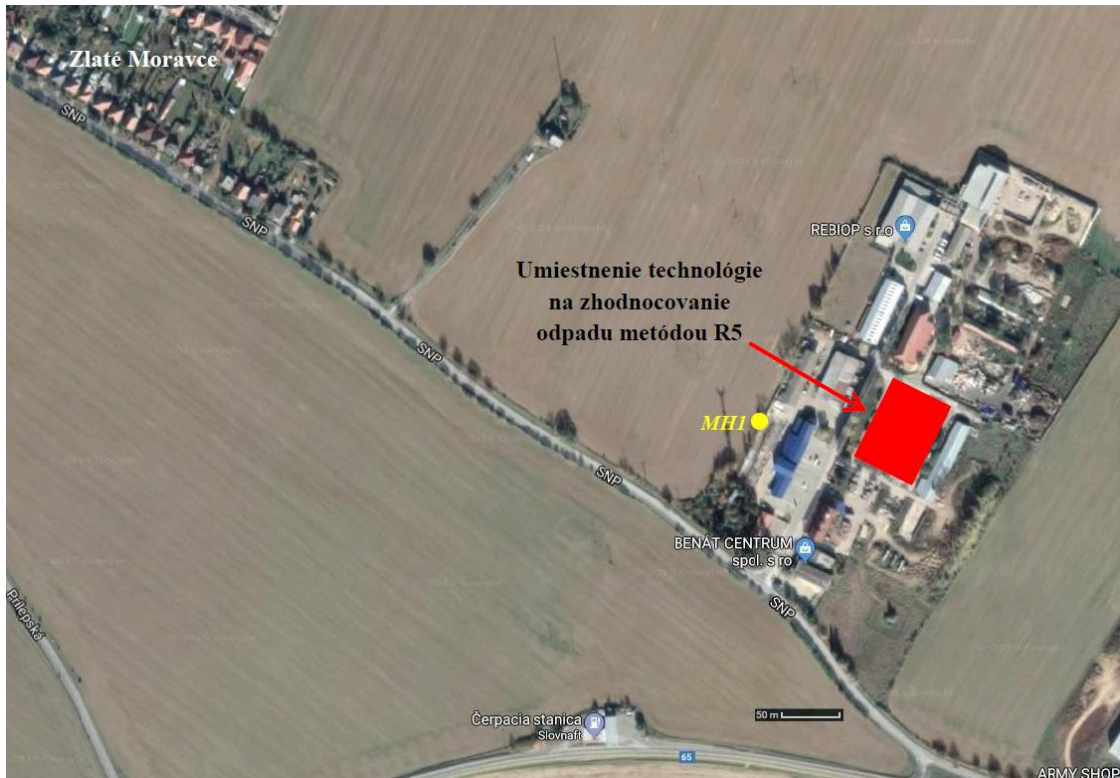 Zlaté Moravce
SNP
SNP
REBIOP s.r.o
Umiestnenie technológie
na zhodnocovanie
odpadu metódou R5
SNP
MH1
SNP
BENÁT CENTRUM
spol. s ro
SNP
Prílepská
Čerpacia stanica
Slovnaft
50 m
65
ARMY SHOP